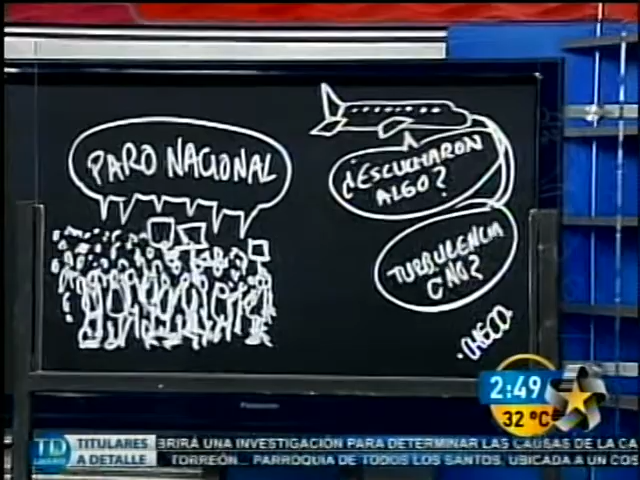 PARO NACIONAL
¿ESCUCHARON
ALGO?
TURBULENCIA
¿NO?
CHECO.
2:49
32 °C
TD
TITULARES
A DETALLE
BRIRÁ UNA INVESTIGACIÓN PARA DETERMINAR LAS CAUSAS DE LA CA
TORREÓN... PARROQUIA DE TODOS LOS SANTOS, UBICADA A UN COS